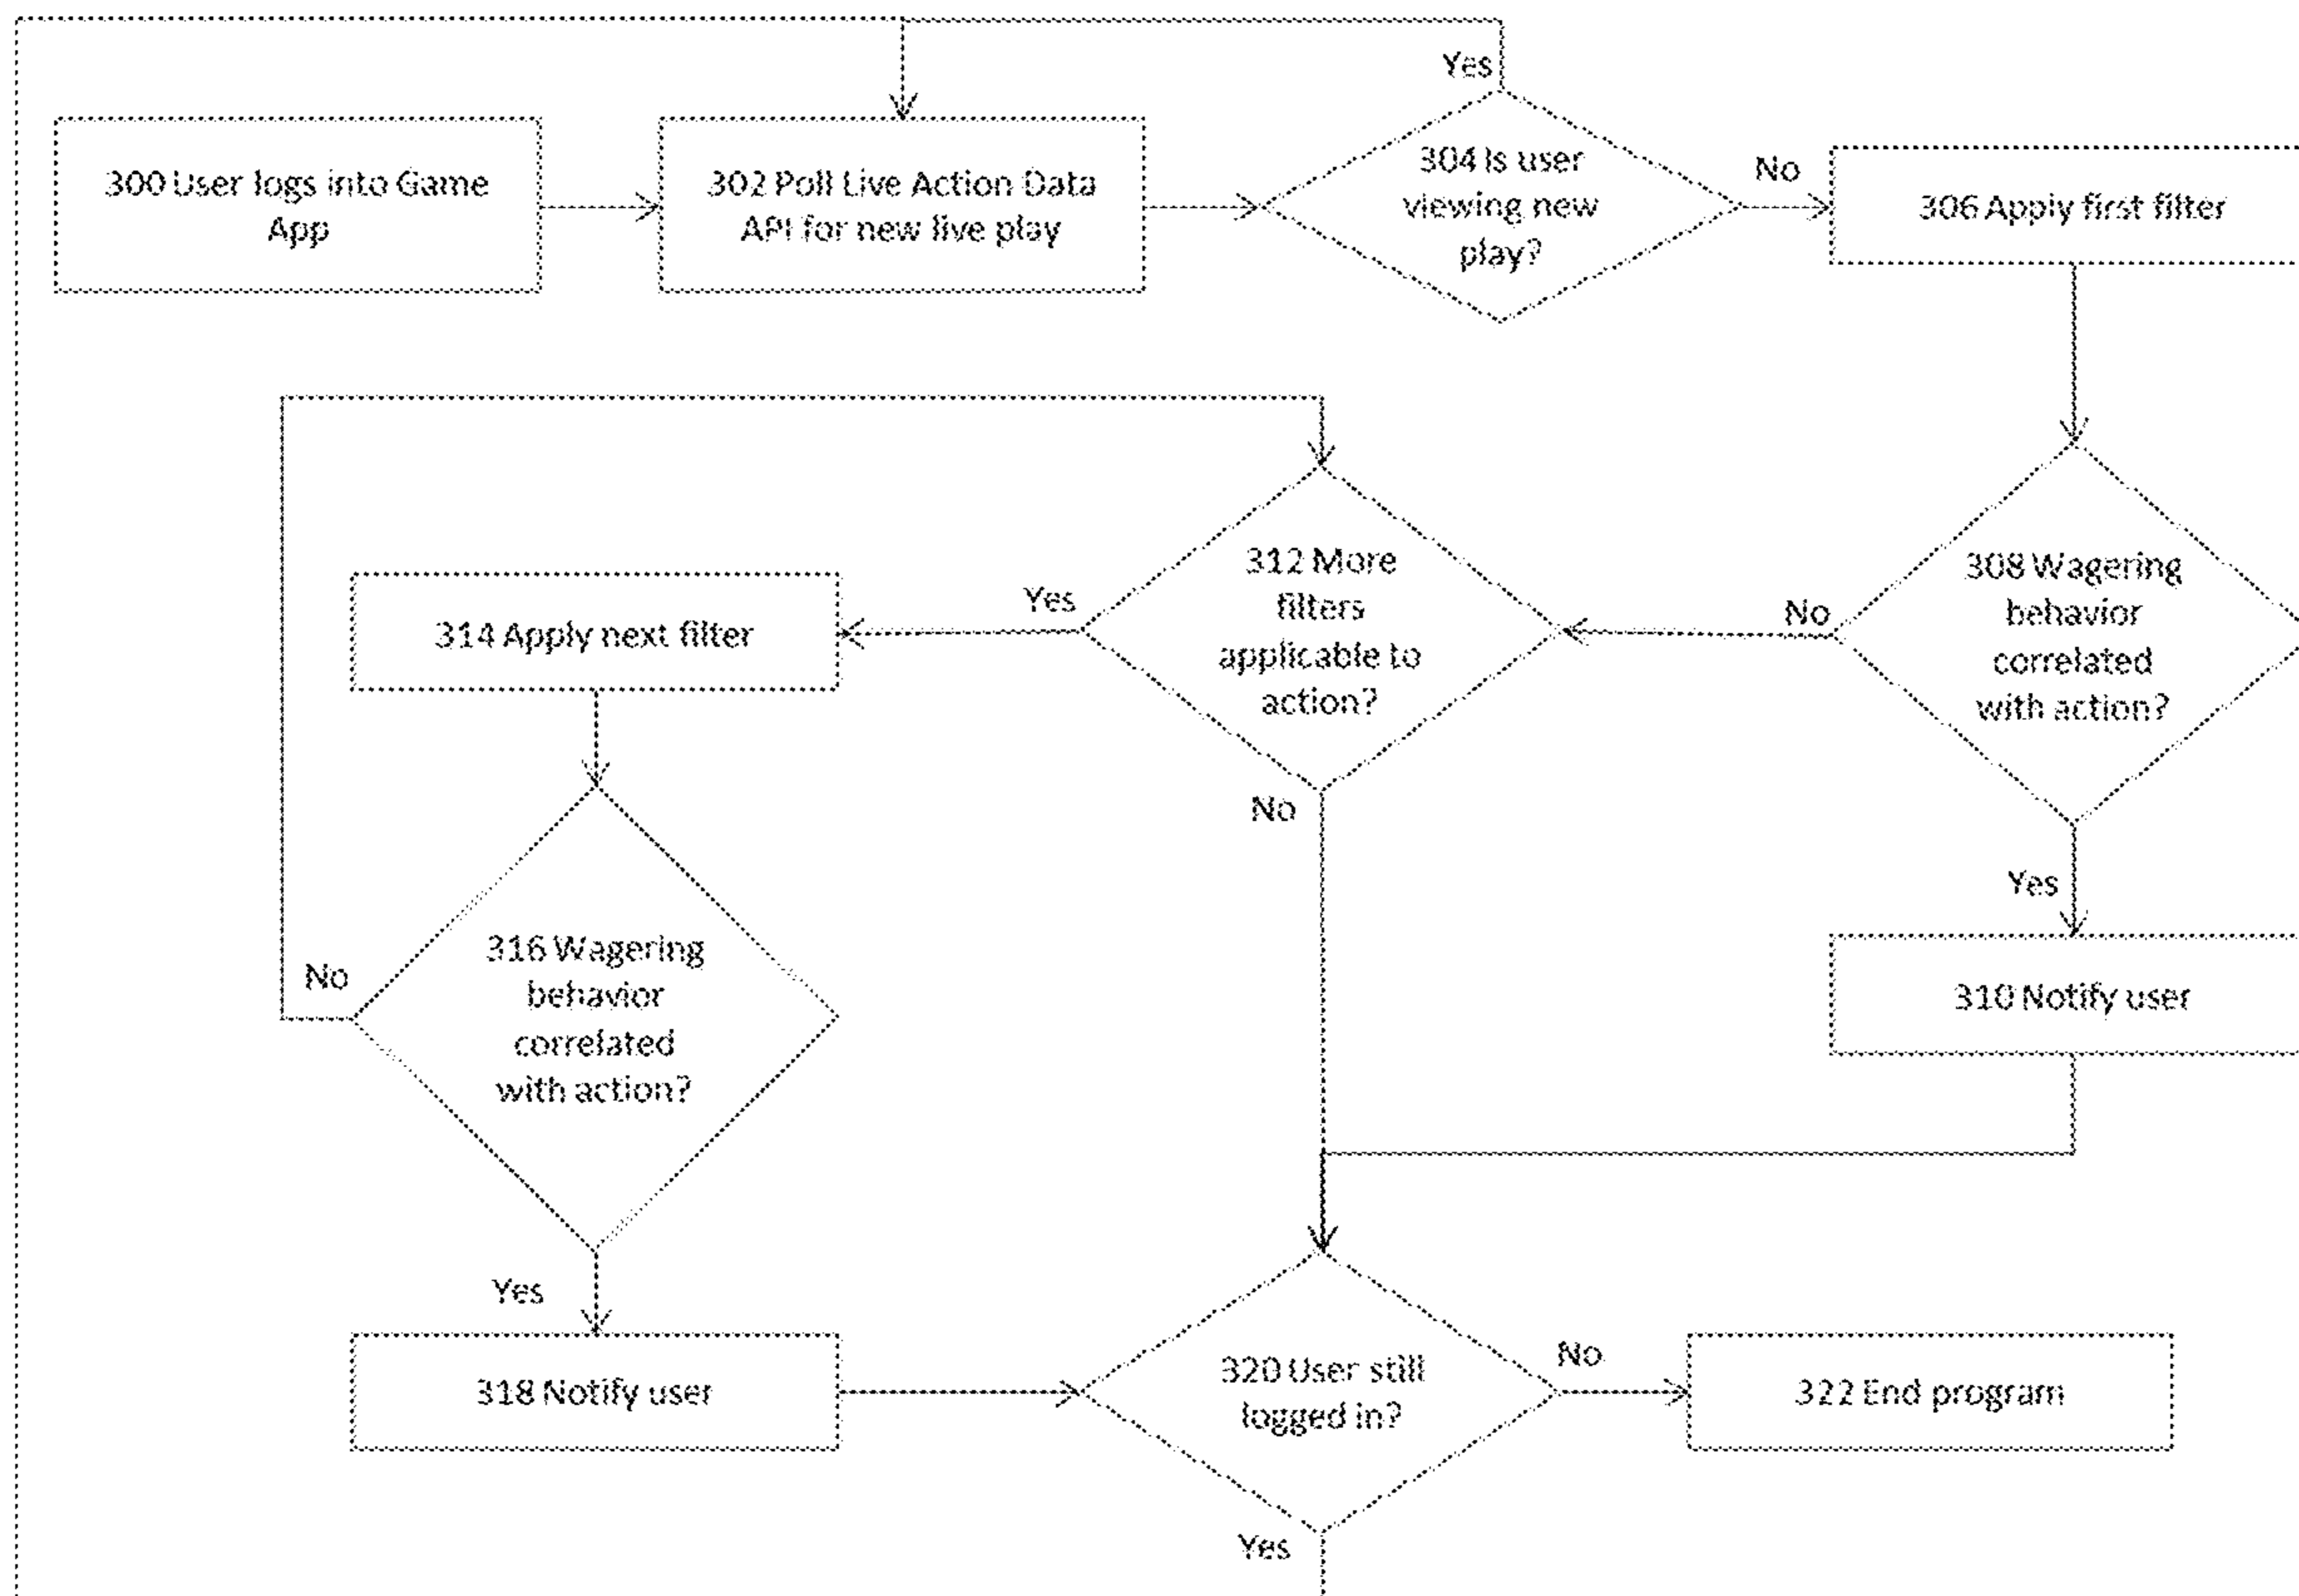 Yes
300 User logs into Game
App
302 Poll Live Action Data
API for new live play
304 Is user
viewing new
play?
No
306 Apply first filter
312 More
filters
applicable to
action?
Yes
314 Apply next filter
No
308 Wagering
behavior
correlated
with action?
No
Yes
316 Wagering
behavior
correlated
with action?
No
310 Notify user
Yes
318 Notify user
320 User still
logged in?
No
322 End program
Yes